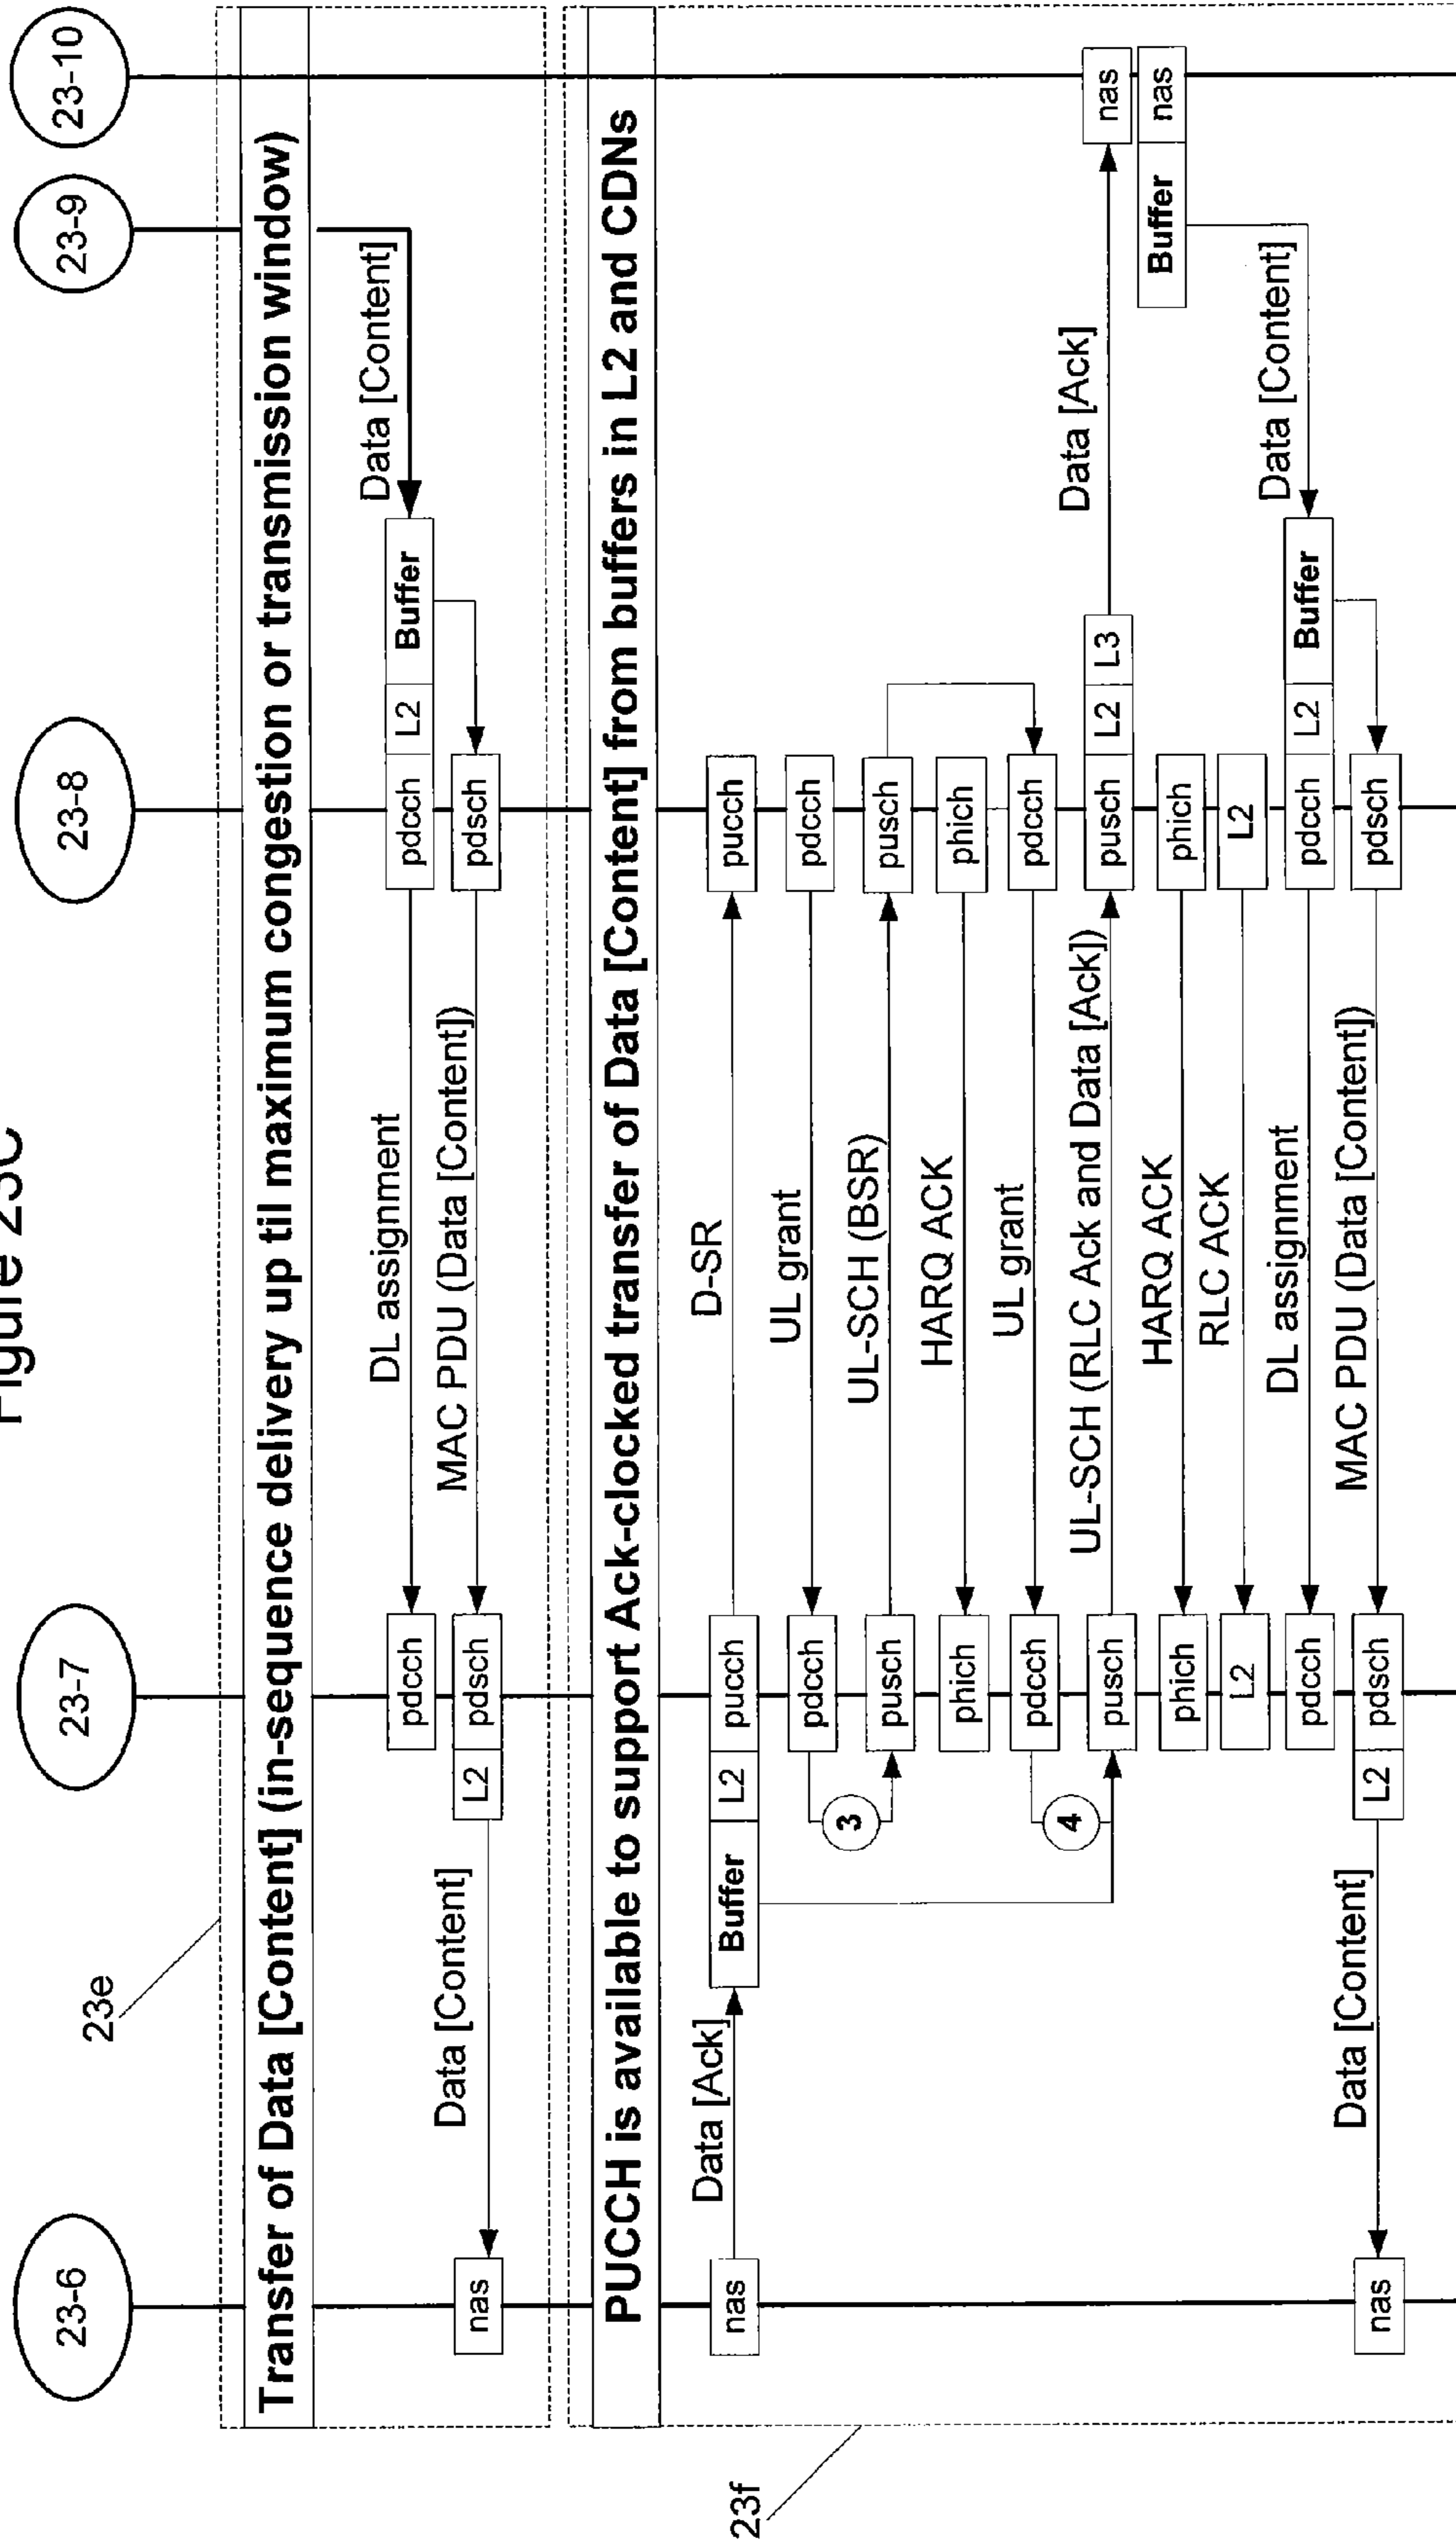 Figure 23C
23-6
23-7
23-8
23-9
23-10
23e
Transfer of Data [Content] (in-sequence delivery up til maximum congestion or transmission window)
Data [Content]
pdcch
DL assignment
pdcch
L2
Buffer
nas
Data [Content]
L2
pdsch
MAC PDU (Data [Content])
pdsch
23f
PUCCH is available to support Ack-clocked transfer of Data [Content] from buffers in L2 and CDNs
nas
Data [Ack]
Buffer
L2
pucch
D-SR
pucch
pdcch
UL grant
pdcch
3
pusch
UL-SCH (BSR)
pusch
phich
HARQ ACK
phich
pdcch
UL grant
pdcch
4
pusch
UL-SCH (RLC Ack and Data [Ack])
pusch
L2
L3
Data [Ack]
nas
phich
HARQ ACK
phich
Buffer
nas
L2
RLC ACK
L2
pdcch
DL assignment
pdcch
L2
Buffer
Data [Content]
nas
Data [Content]
L2
pdsch
MAC PDU (Data [Content])
pdsch